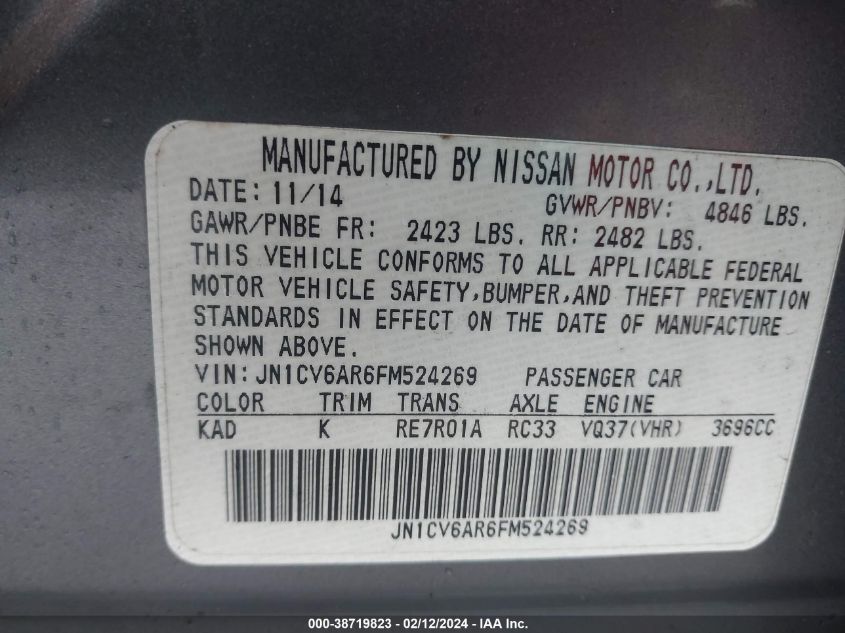 MANUFACTURED BY NISSAN MOTOR CO.,LTD.
DATE: 11/14 GVWR/PNBV: 4846 LBS.
GAWR/PNBE FR: 2423 LBS. RR: 2482 LBS.
THIS VEHICLE CONFORMS TO ALL APPLICABLE FEDERAL
MOTOR VEHICLE SAFETY,BUMPER,AND THEFT PREVENTION
STANDARDS IN EFFECT ON THE DATE OF MANUFACTURE
SHOWN ABOVE.
VIN: JN1CV6AR6FM524269 PASSENGER CAR
COLOR TRIM TRANS AXLE ENGINE
KAD K RE7R01A RC33 VQ37(VHR) 3696CC
JN1CV6AR6FM524269
000-38719823 - 02/12/2024 - IAA Inc.